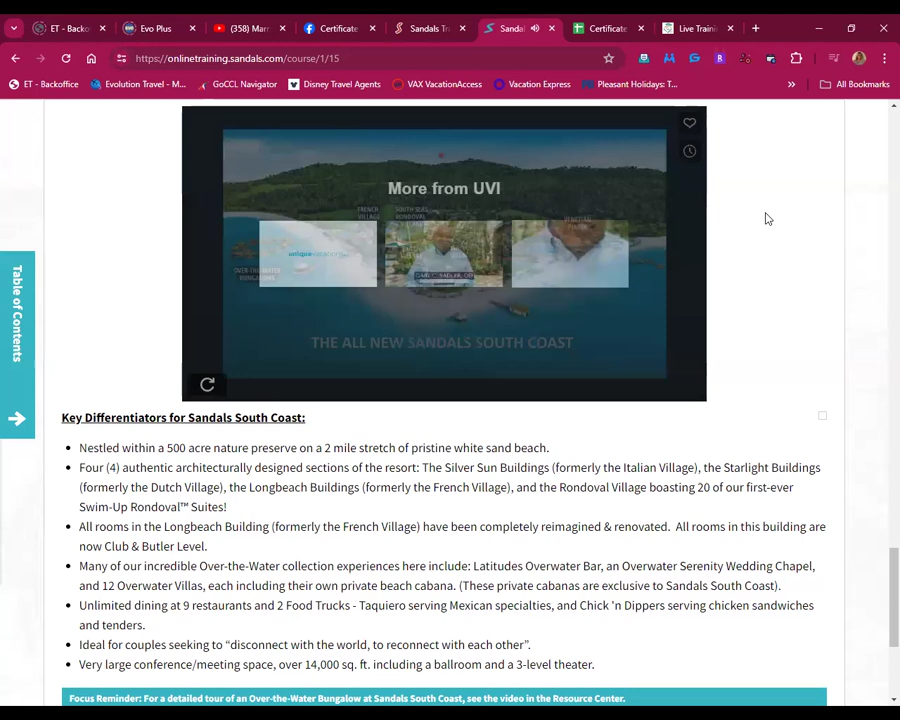 ET - Backo
Evo Plus
(358) Mar
Certificate
Sandals Tr
Sandal
Certificate
Live Traini
https://onlinetraining.sandals.com/course/1/15
ET - Backoffice
Evolution Travel - M...
GoCCL Navigator
Disney Travel Agents
VAX VacationAccess
Vacation Express
Pleasant Holidays: T...
All Bookmarks
More from UVI
FRENCH VILLAGE
SOUTH SEAS RONDOVAL
VENETIAN
OVER-THE-WATER BUNGALOWS
uniquevacations
THE ALL NEW SANDALS SOUTH COAST
Table of Contents
Key Differentiators for Sandals South Coast:
Nestled within a 500 acre nature preserve on a 2 mile stretch of pristine white sand beach.
Four (4) authentic architecturally designed sections of the resort: The Silver Sun Buildings (formerly the Italian Village), the Starlight Buildings
(formerly the Dutch Village), the Longbeach Buildings (formerly the French Village), and the Rondoval Village boasting 20 of our first-ever
Swim-Up Rondoval™ Suites!
All rooms in the Longbeach Building (formerly the French Village) have been completely reimagined & renovated. All rooms in this building are
now Club & Butler Level.
Many of our incredible Over-the-Water collection experiences here include: Latitudes Overwater Bar, an Overwater Serenity Wedding Chapel,
and 12 Overwater Villas, each including their own private beach cabana. (These private cabanas are exclusive to Sandals South Coast).
Unlimited dining at 9 restaurants and 2 Food Trucks - Taquiero serving Mexican specialties, and Chick 'n Dippers serving chicken sandwiches
and tenders.
Ideal for couples seeking to “disconnect with the world, to reconnect with each other”.
Very large conference/meeting space, over 14,000 sq. ft. including a ballroom and a 3-level theater.
Focus Reminder: For a detailed tour of an Over-the-Water Bungalow at Sandals South Coast, see the video in the Resource Center.